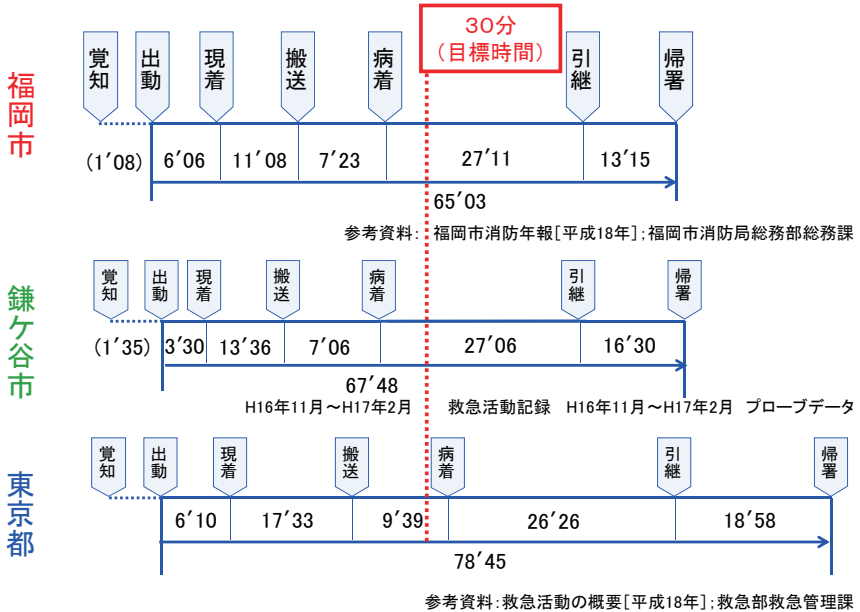 30分
(目標時間)
福岡市
覚知 出動 現着 搬送 病着 引継 帰署
(1′08) 6′06 11′08 7′23 27′11 13′15
65′03
参考資料:福岡市消防年報[平成18年];福岡市消防局総務部総務課
鎌ケ谷市
覚知 出動 現着 搬送 病着 引継 帰署
(1′35) 3′30 13′36 7′06 27′06 16′30
67′48
H16年11月～H17年2月 救急活動記録 H16年11月～H17年2月 プローブデータ
東京都
覚知 出動 現着 搬送 病着 引継 帰署
6′10 17′33 9′39 26′26 18′58
78′45
参考資料:救急活動の概要[平成18年];救急部救急管理課